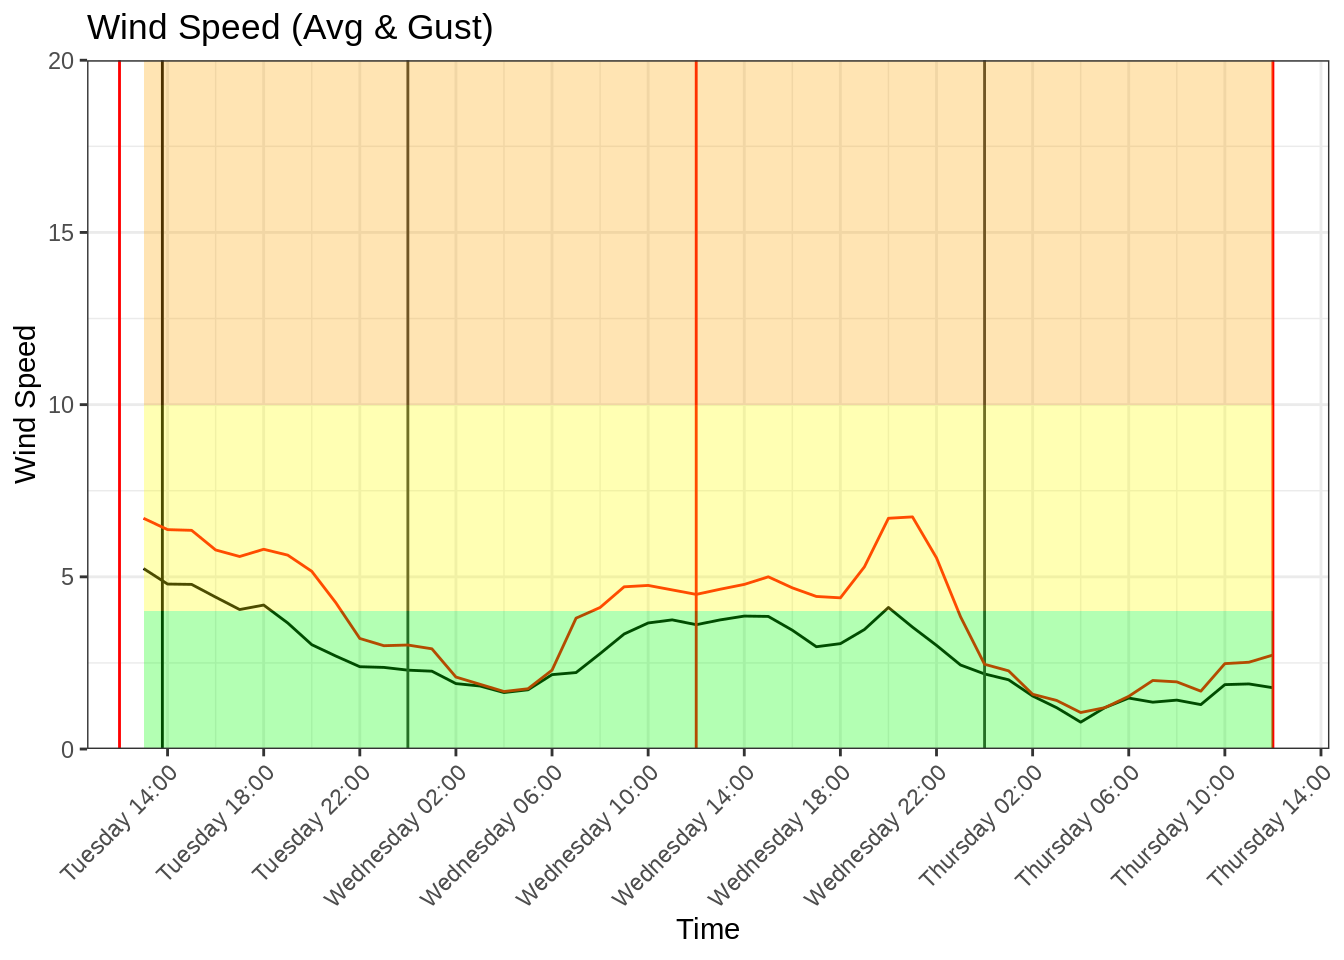 Wind Speed (Avg & Gust)
20
15
10
5
0
Wind Speed
Tuesday 14:00
Tuesday 18:00
Tuesday 22:00
Wednesday 02:00
Wednesday 06:00
Wednesday 10:00
Wednesday 14:00
Wednesday 18:00
Wednesday 22:00
Thursday 02:00
Thursday 06:00
Thursday 10:00
Thursday 14:00
Time